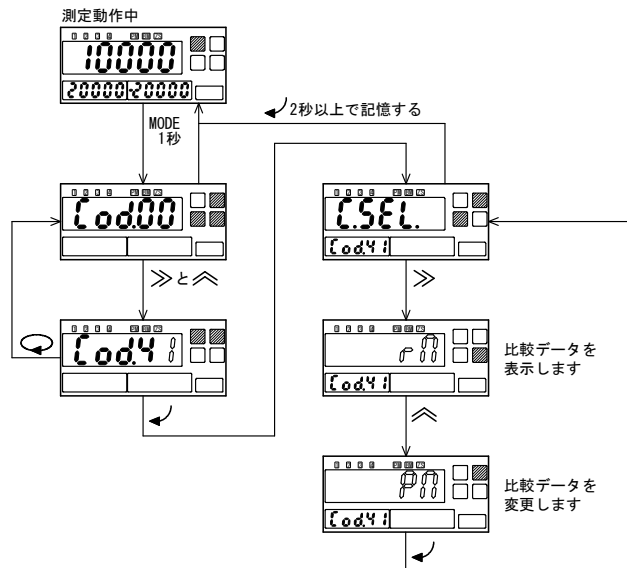 測定動作中
10000
20000 -20000
MODE
1秒
2秒以上で記憶する
Cod.00
C.SEL.
Cod.41
≫と︽
≫
Cod.41
rM
Cod.41
比較データを
表示します
︽
PM
Cod.41
比較データを
変更します